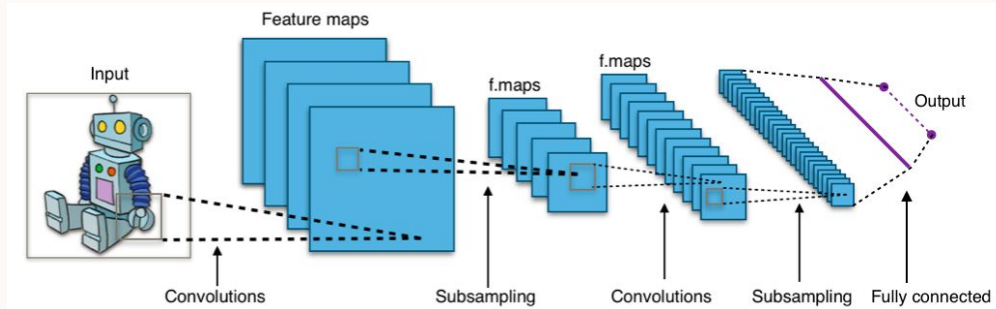 Feature maps
Input
f.maps
f.maps
Output
Convolutions
Subsampling
Convolutions
Subsampling
Fully connected